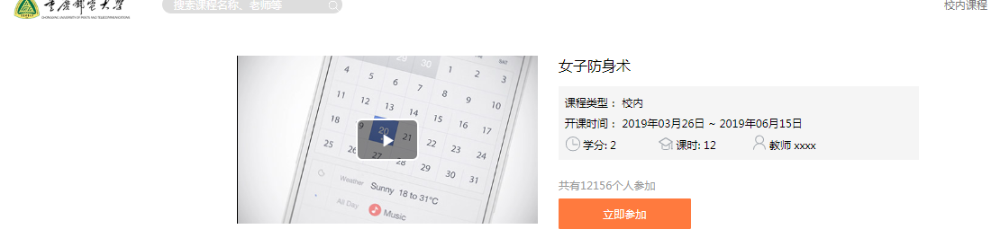 重庆邮电大学
CHONGQING UNIVERSITY OF POSTS AND TELECOMMUNICATIONS
搜索课程名称、老师等
校内课程
SAT
29 30 1 2 3
4 5 6 7 8 9 10
11 12 13 14 15 16 17
18 9 20 21 22 23 24
25 26 27 28 29 30 31
Weather Sunny 18 to 31°C
All Day Music
女子防身术
课程类型： 校内
开课时间： 2019年03月26日 ~ 2019年06月15日
学分: 2 课时: 12 教师 xxxx
共有12156个人参加
立即参加